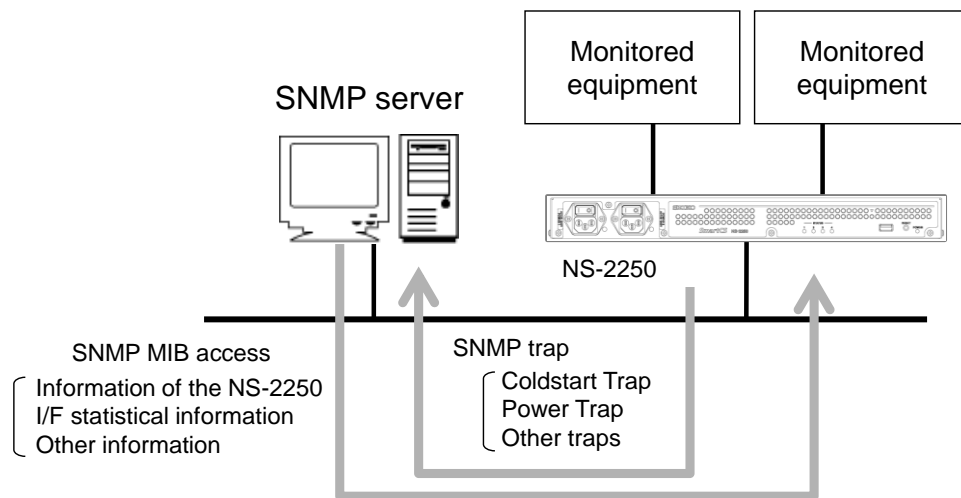 Monitored
equipment
Monitored
equipment
SNMP server
NS-2250
SNMP MIB access
Information of the NS-2250
I/F statistical information
Other information
SNMP trap
Coldstart Trap
Power Trap
Other traps